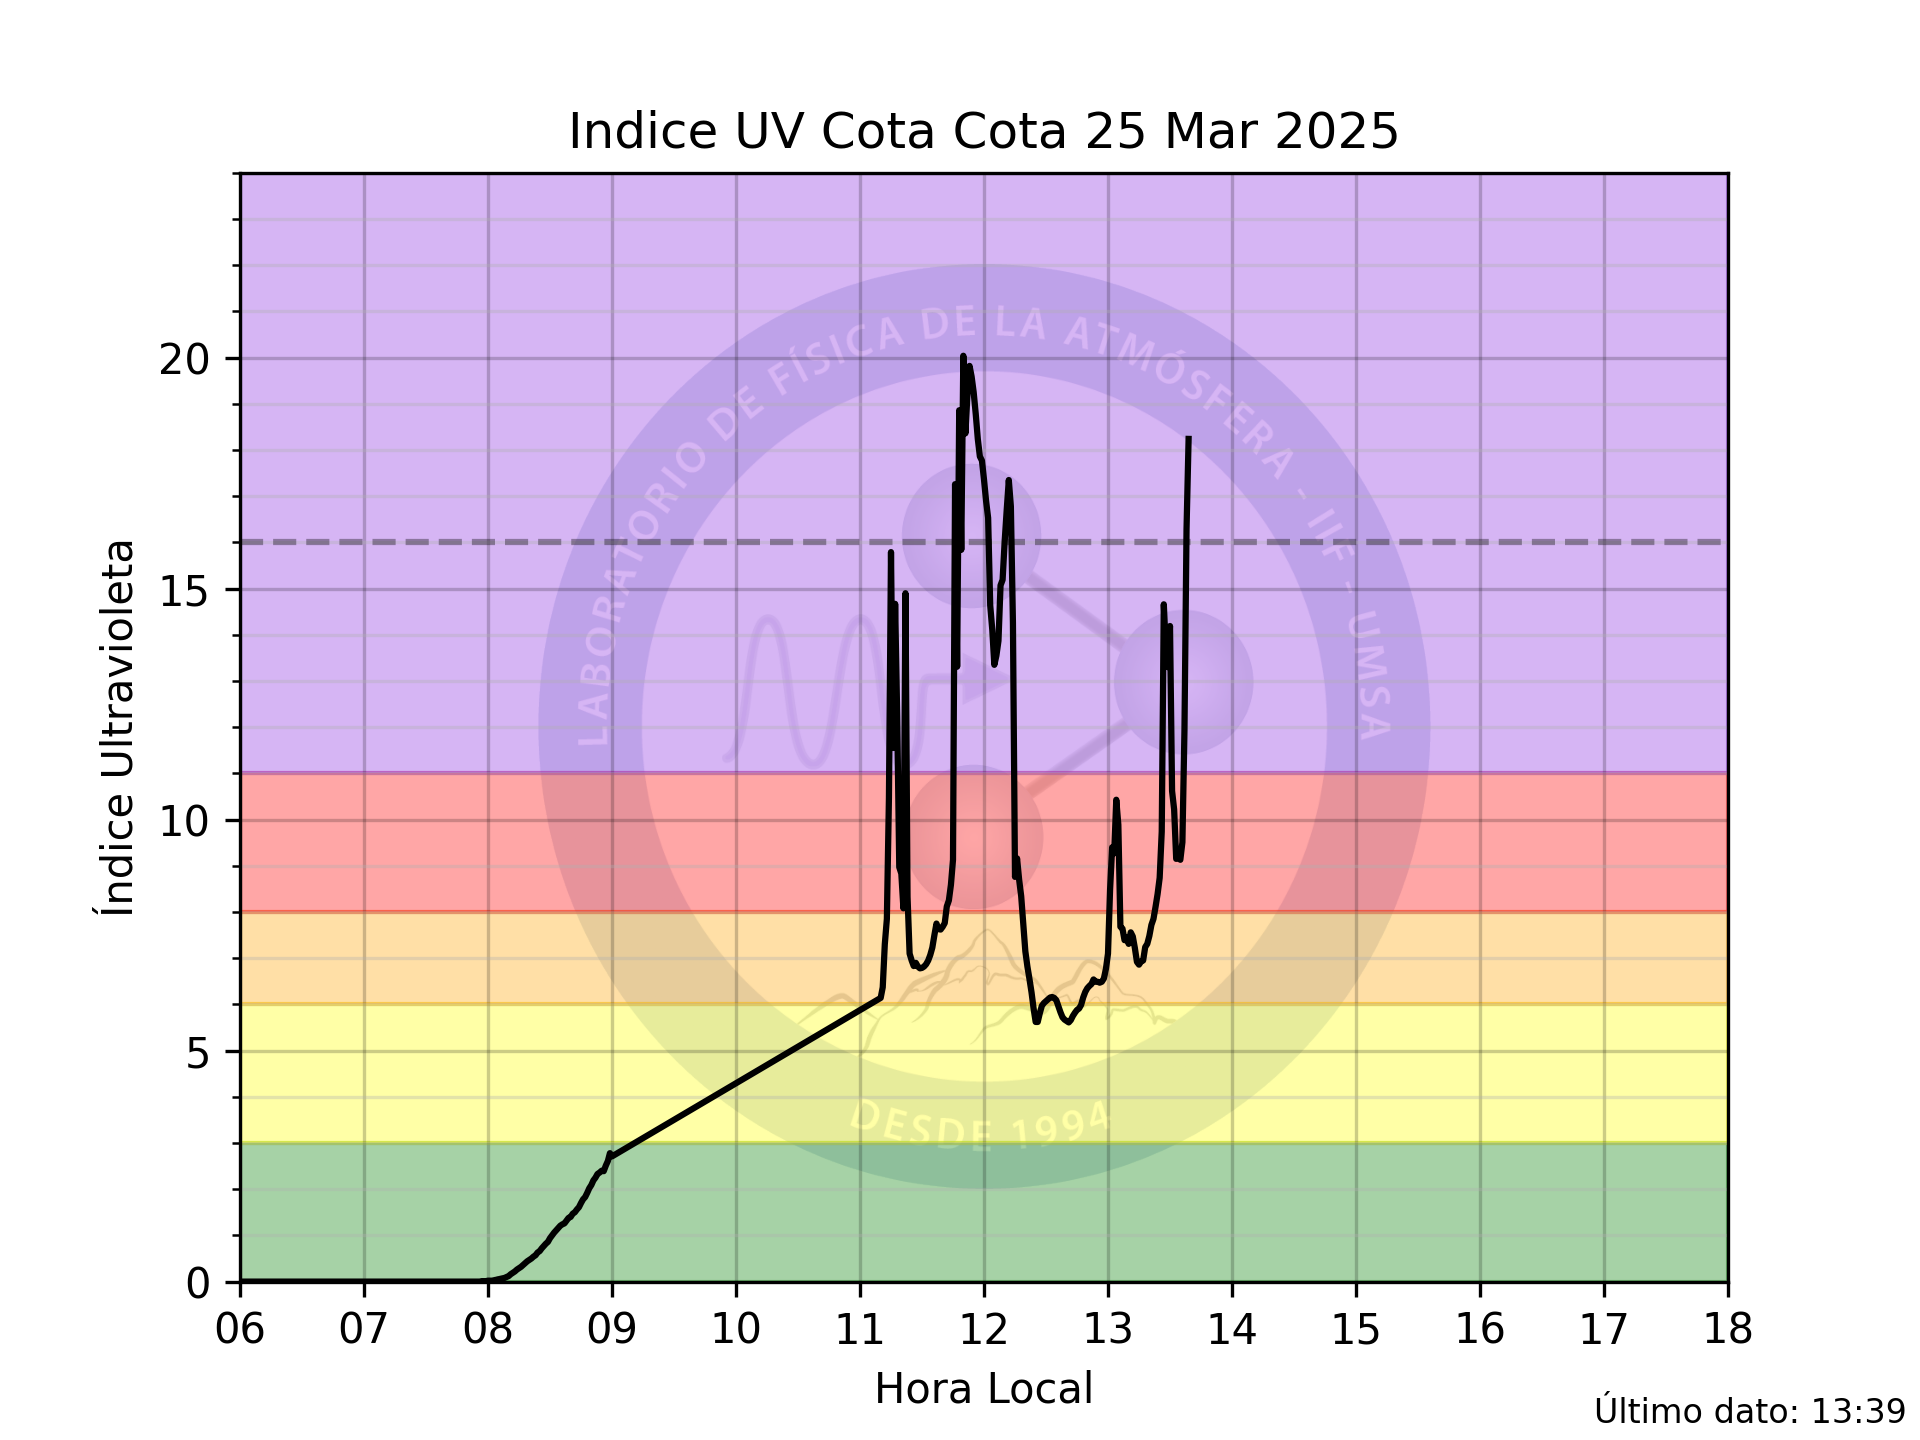 Indice UV Cota Cota 25 Mar 2025
LABORATORIO DE FÍSICA DE LA ATMÓSFERA - IIF - UMSA
DESDE 1994
Índice Ultravioleta
20
15
10
5
0
06 07 08 09 10 11 12 13 14 15 16 17 18
Hora Local
Último dato: 13:39